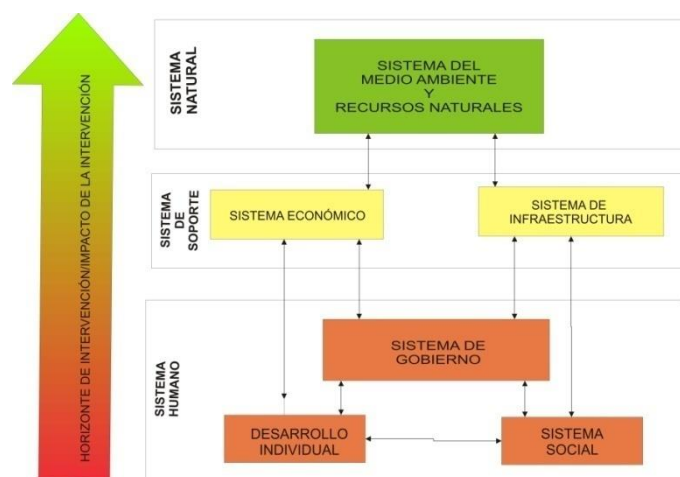 HORIZONTE DE INTERVENCIÓN/IMPACTO DE LA INTERVENCIÓN
SISTEMA
NATURAL
SISTEMA DEL
MEDIO AMBIENTE
Y
RECURSOS NATURALES
SISTEMA
DE
SOPORTE
SISTEMA ECONÓMICO
SISTEMA DE
INFRAESTRUCTURA
SISTEMA
HUMANO
SISTEMA DE
GOBIERNO
DESARROLLO
INDIVIDUAL
SISTEMA
SOCIAL